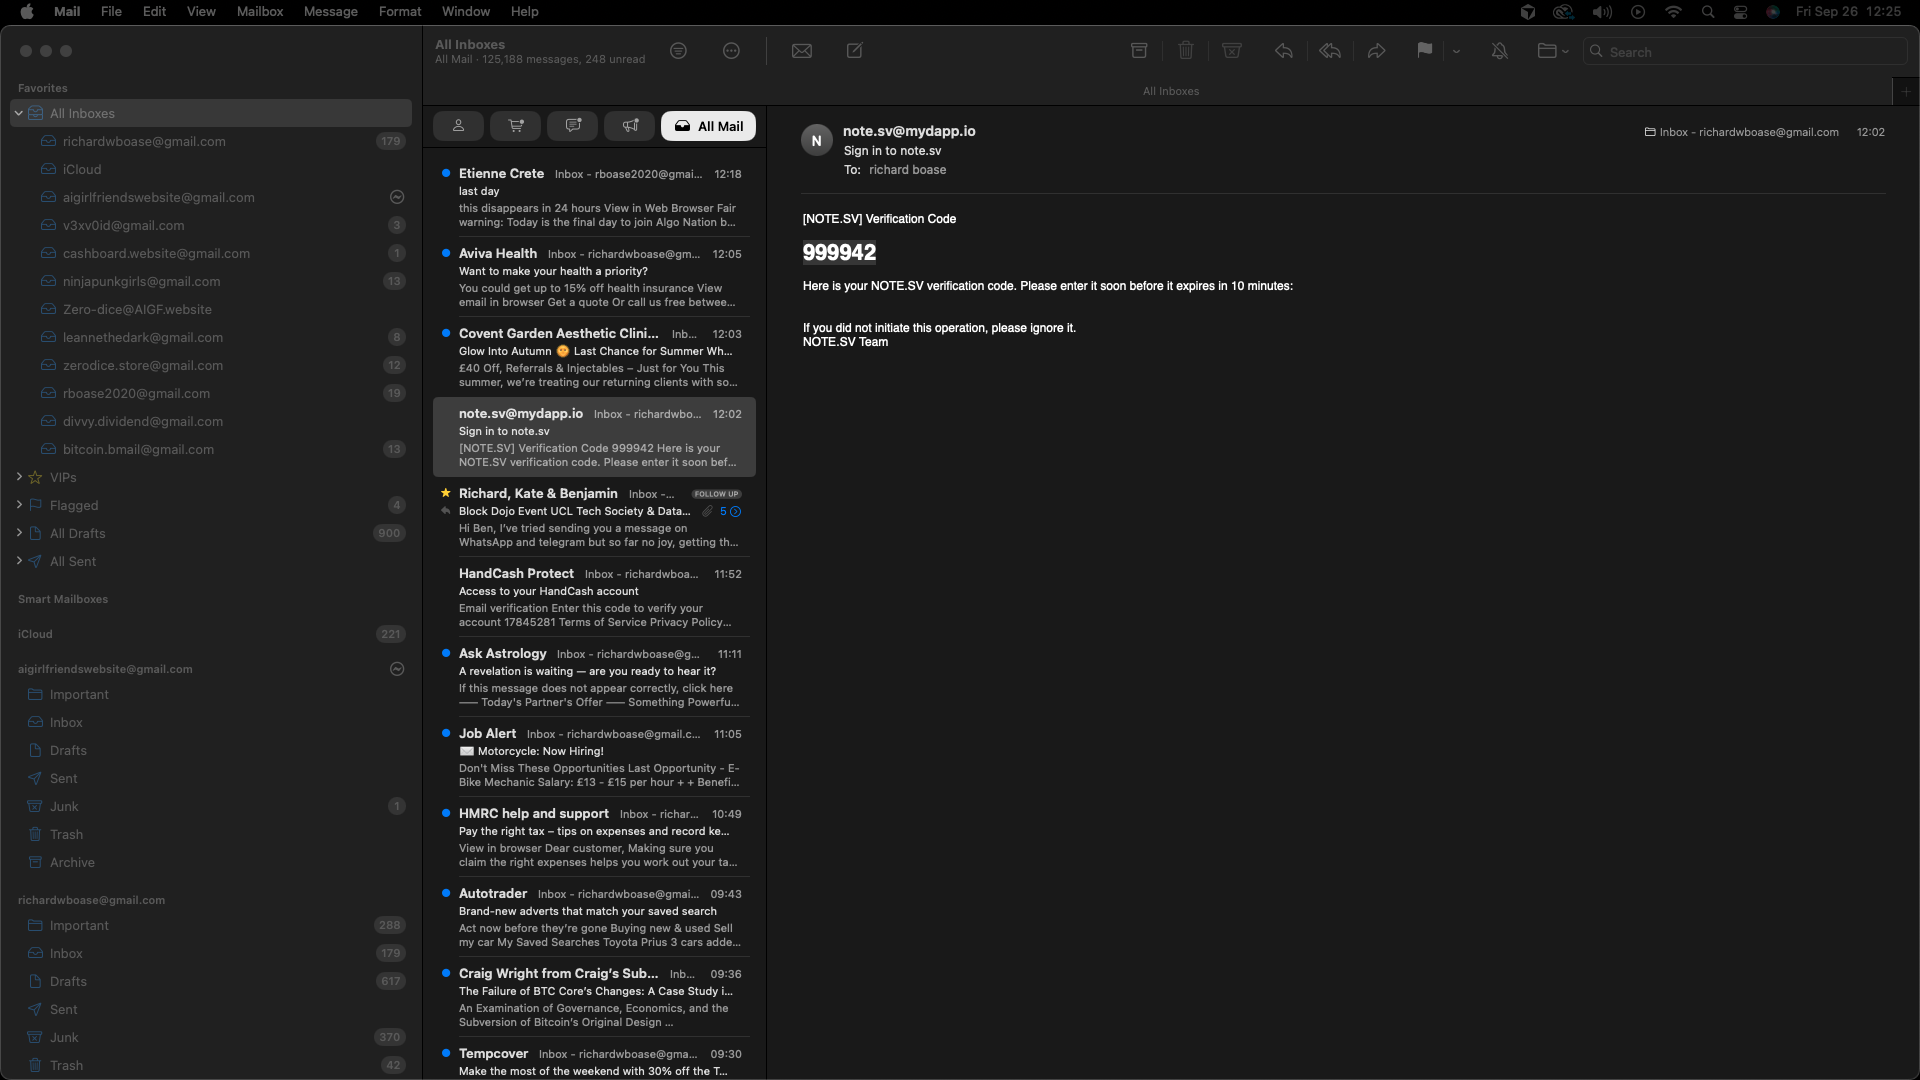 Mail File Edit View Mailbox Message Format Window Help
Fri Sep 26 12:25
All Inboxes
All Mail · 125,188 messages, 248 unread
Search
All Inboxes
Favorites
All Inboxes
richardwboase@gmail.com 179
iCloud
aigirlfriendswebsite@gmail.com
v3xv0id@gmail.com 3
cashboard.website@gmail.com 1
ninjapunkgirls@gmail.com 13
Zero-dice@AIGF.website
leannethedark@gmail.com 8
zerodice.store@gmail.com 12
rboase2020@gmail.com 19
divvy.dividend@gmail.com
bitcoin.bmail@gmail.com 13
VIPs
Flagged 4
All Drafts 900
All Sent
Smart Mailboxes
iCloud 221
aigirlfriendswebsite@gmail.com
Important
Inbox
Drafts
Sent
Junk 1
Trash
Archive
richardwboase@gmail.com
Important 288
Inbox 179
Drafts 617
Sent
Junk 370
Trash 42
All Mail
Etienne Crete Inbox - rboase2020@gmai... 12:18
last day
this disappears in 24 hours View in Web Browser Fair
warning: Today is the final day to join Algo Nation b...
Aviva Health Inbox - richardwboase@gm... 12:05
Want to make your health a priority?
You could get up to 15% off health insurance View
email in browser Get a quote Or call us free betwee...
Covent Garden Aesthetic Clini... Inb... 12:03
Glow Into Autumn 🌞 Last Chance for Summer Wh...
£40 Off, Referrals & Injectables – Just for You This
summer, we're treating our returning clients with so...
note.sv@mydapp.io Inbox - richardwbo... 12:02
Sign in to note.sv
[NOTE.SV] Verification Code 999942 Here is your
NOTE.SV verification code. Please enter it soon bef...
Richard, Kate & Benjamin Inbox -... FOLLOW UP
Block Dojo Event UCL Tech Society & Data... 5
Hi Ben, I've tried sending you a message on
WhatsApp and telegram but so far no joy, getting th...
HandCash Protect Inbox - richardwboa... 11:52
Access to your HandCash account
Email verification Enter this code to verify your
account 17845281 Terms of Service Privacy Policy...
Ask Astrology Inbox - richardwboase@g... 11:11
A revelation is waiting — are you ready to hear it?
If this message does not appear correctly, click here
—— Today's Partner's Offer —— Something Powerfu...
Job Alert Inbox - richardwboase@gmail.c... 11:05
✉️ Motorcycle: Now Hiring!
Don't Miss These Opportunities Last Opportunity - E-
Bike Mechanic Salary: £13 - £15 per hour + + Benefi...
HMRC help and support Inbox - richar... 10:49
Pay the right tax – tips on expenses and record ke...
View in browser Dear customer, Making sure you
claim the right expenses helps you work out your ta...
Autotrader Inbox - richardwboase@gmai... 09:43
Brand-new adverts that match your saved search
Act now before they're gone Buying new & used Sell
my car My Saved Searches Toyota Prius 3 cars adde...
Craig Wright from Craig's Sub... Inb... 09:36
The Failure of BTC Core's Changes: A Case Study i...
An Examination of Governance, Economics, and the
Subversion of Bitcoin's Original Design ...
Tempcover Inbox - richardwboase@gma... 09:30
Make the most of the weekend with 30% off the T...
N
note.sv@mydapp.io
Inbox - richardwboase@gmail.com 12:02
Sign in to note.sv
To: richard boase
[NOTE.SV] Verification Code
999942
Here is your NOTE.SV verification code. Please enter it soon before it expires in 10 minutes:
If you did not initiate this operation, please ignore it.
NOTE.SV Team